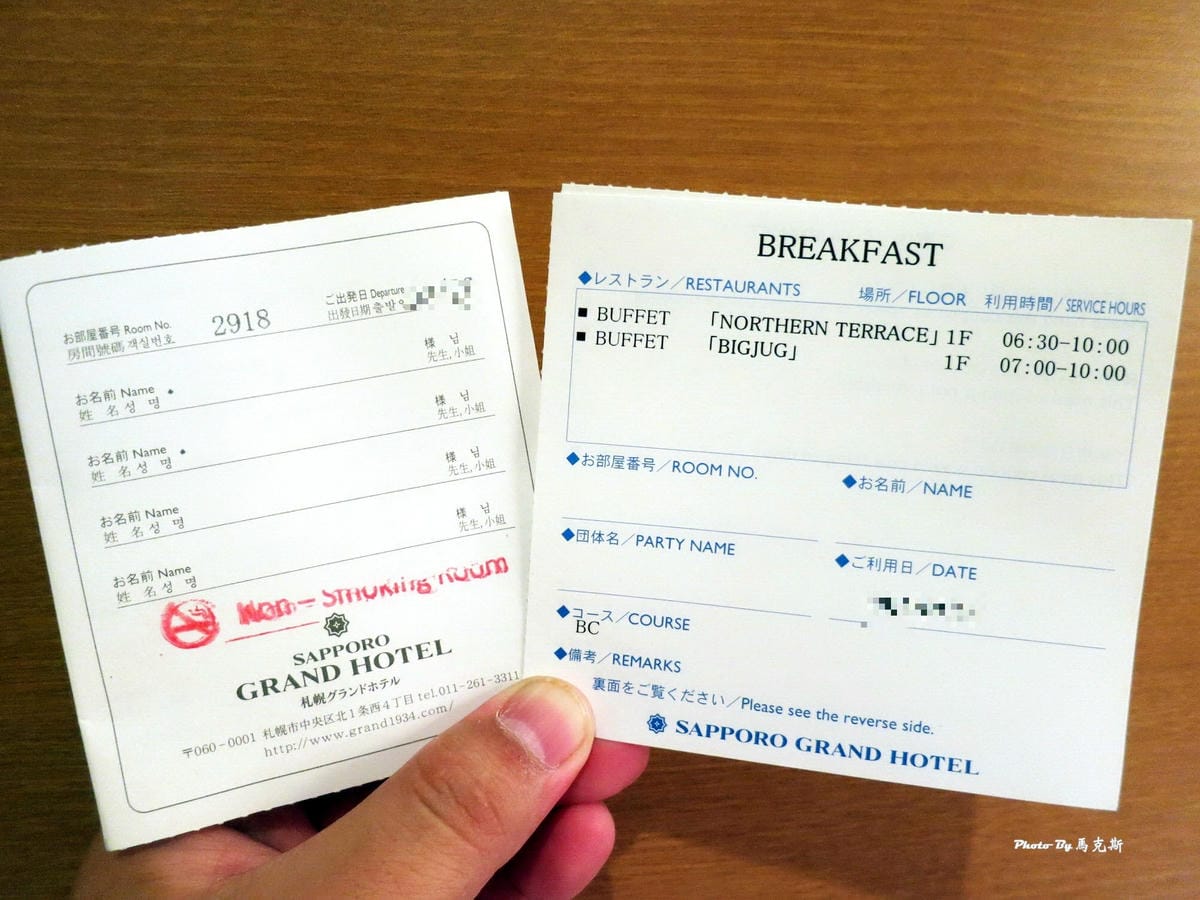 お部屋番号 Room No. 2918
房間號碼 객실번호
ご出発日 Departure
出發日期 출발일
様 님
先生,小姐
お名前 Name
姓 名 성 명
様 님
先生,小姐
お名前 Name
姓 名 성 명
様 님
先生,小姐
お名前 Name
姓 名 성 명
様 님
先生,小姐
お名前 Name
姓 名 성 명
Non-Smoking Room
SAPPORO
GRAND HOTEL
札幌グランドホテル
〒060-0001 札幌市中央区北1条西4丁目 tel.011-261-3311
http://www.grand1934.com/
BREAKFAST
◆レストラン/RESTAURANTS 場所/FLOOR 利用時間/SERVICE HOURS
■ BUFFET 「NORTHERN TERRACE」 1F 06:30-10:00
■ BUFFET 「BIGJUG」 1F 07:00-10:00
◆お部屋番号/ROOM NO.
◆お名前/NAME
◆団体名/PARTY NAME
◆ご利用日/DATE
◆コース/COURSE
BC
◆備考/REMARKS
裏面をご覧ください/Please see the reverse side.
SAPPORO GRAND HOTEL
Photo By 馬克斯